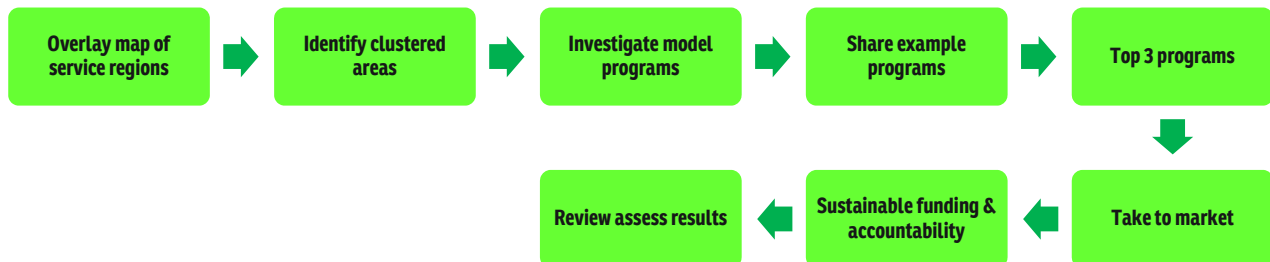 Overlay map of
service regions
Identify clustered
areas
Investigate model
programs
Share example
programs
Top 3 programs
Take to market
Sustainable funding &
accountability
Review assess results